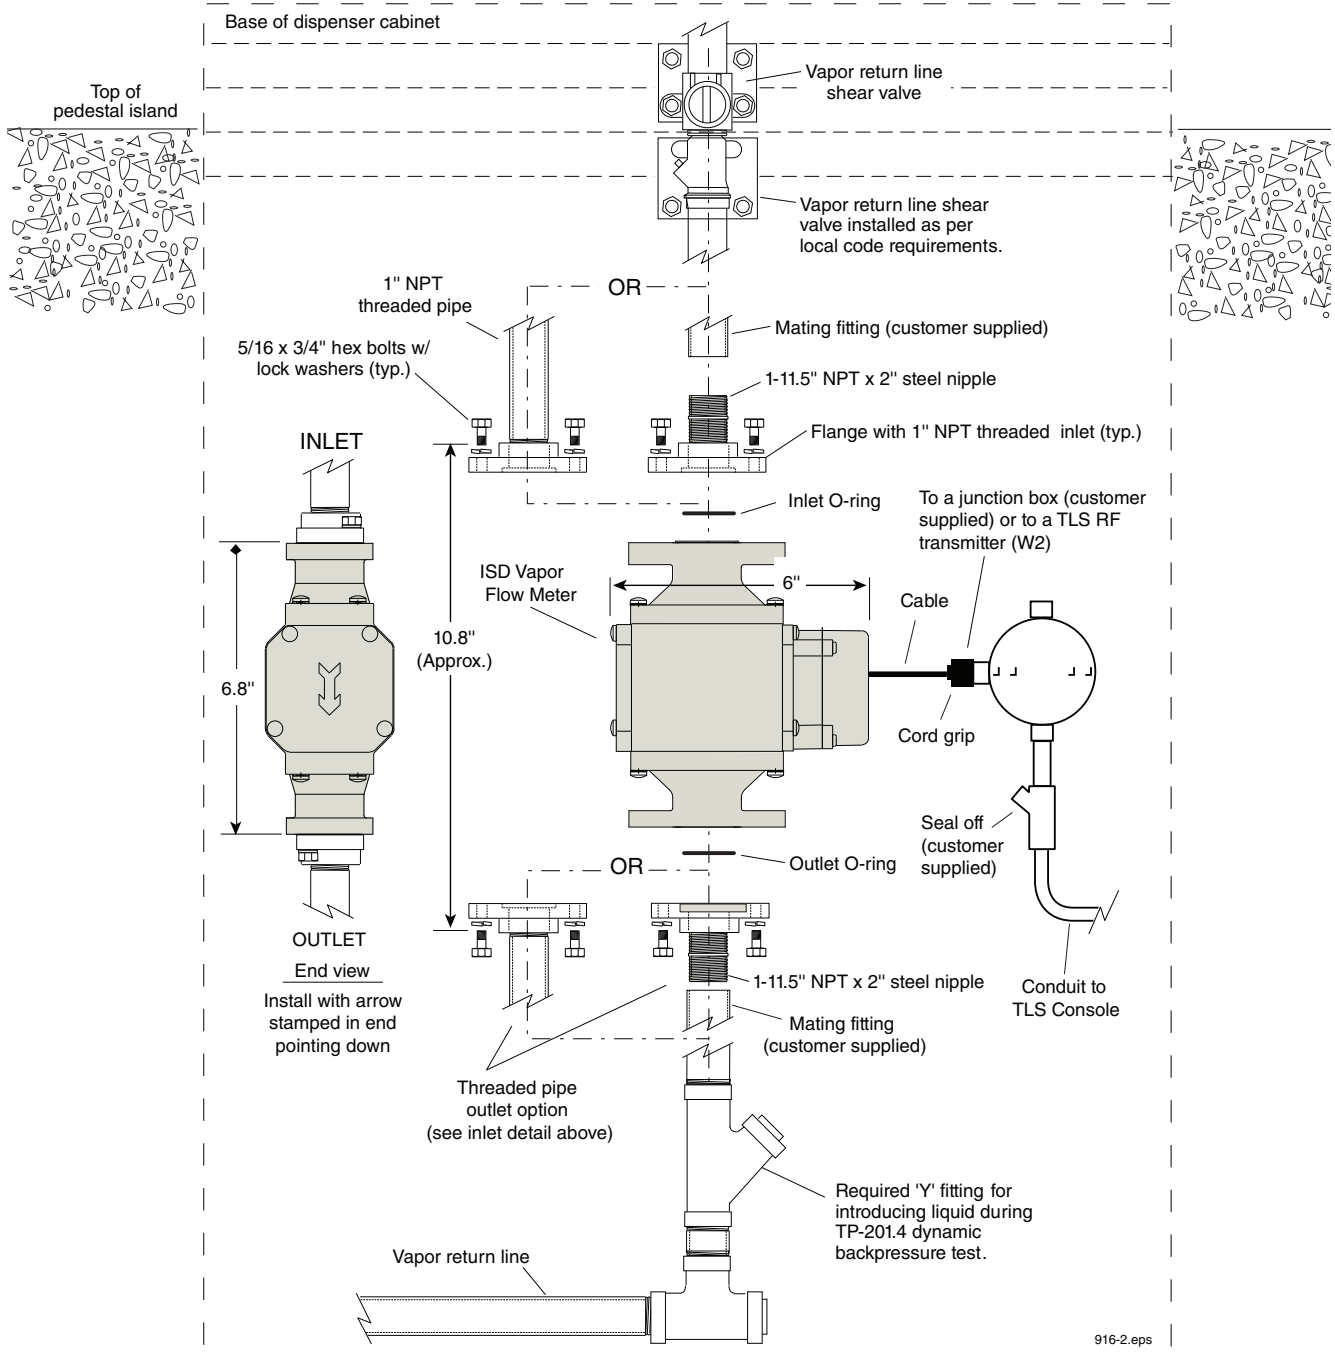 Base of dispenser cabinet
Top of
pedestal island
Vapor return line
shear valve
Vapor return line shear
valve installed as per
local code requirements.
1" NPT
threaded pipe
OR
Mating fitting (customer supplied)
5/16 x 3/4" hex bolts w/
lock washers (typ.)
1-11.5" NPT x 2" steel nipple
Flange with 1" NPT threaded inlet (typ.)
INLET
Inlet O-ring
To a junction box (customer
supplied) or to a TLS RF
transmitter (W2)
ISD Vapor
Flow Meter
6"
Cable
10.8"
(Approx.)
6.8"
Cord grip
Seal off
(customer
supplied)
OR
Outlet O-ring
OUTLET
End view
Install with arrow
stamped in end
pointing down
1-11.5" NPT x 2" steel nipple
Mating fitting
(customer supplied)
Conduit to
TLS Console
Threaded pipe
outlet option
(see inlet detail above)
Required 'Y' fitting for
introducing liquid during
TP-201.4 dynamic
backpressure test.
Vapor return line
916-2.eps